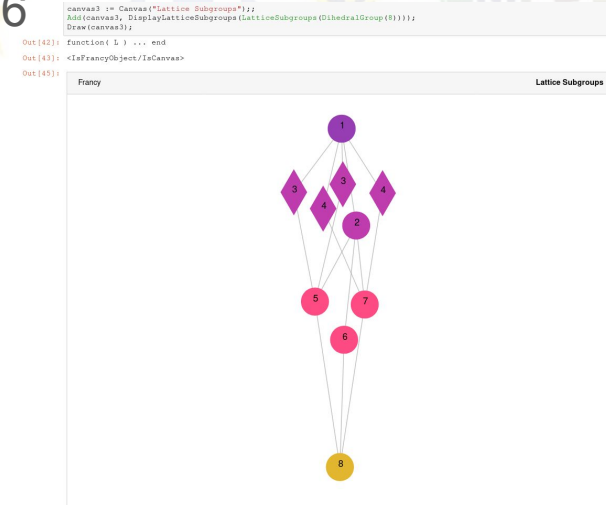 6
canvas3 := Canvas("Lattice Subgroups");;
Add(canvas3, DisplayLatticeSubgroups(LatticeSubgroups(DihedralGroup(8))));
Draw(canvas3);
Out[42]: function( L ) ... end
Out[43]: <IsFrancyObject/IsCanvas>
Out[45]:
Francy Lattice Subgroups
1
3 3 4
4
2
5 7
6
8